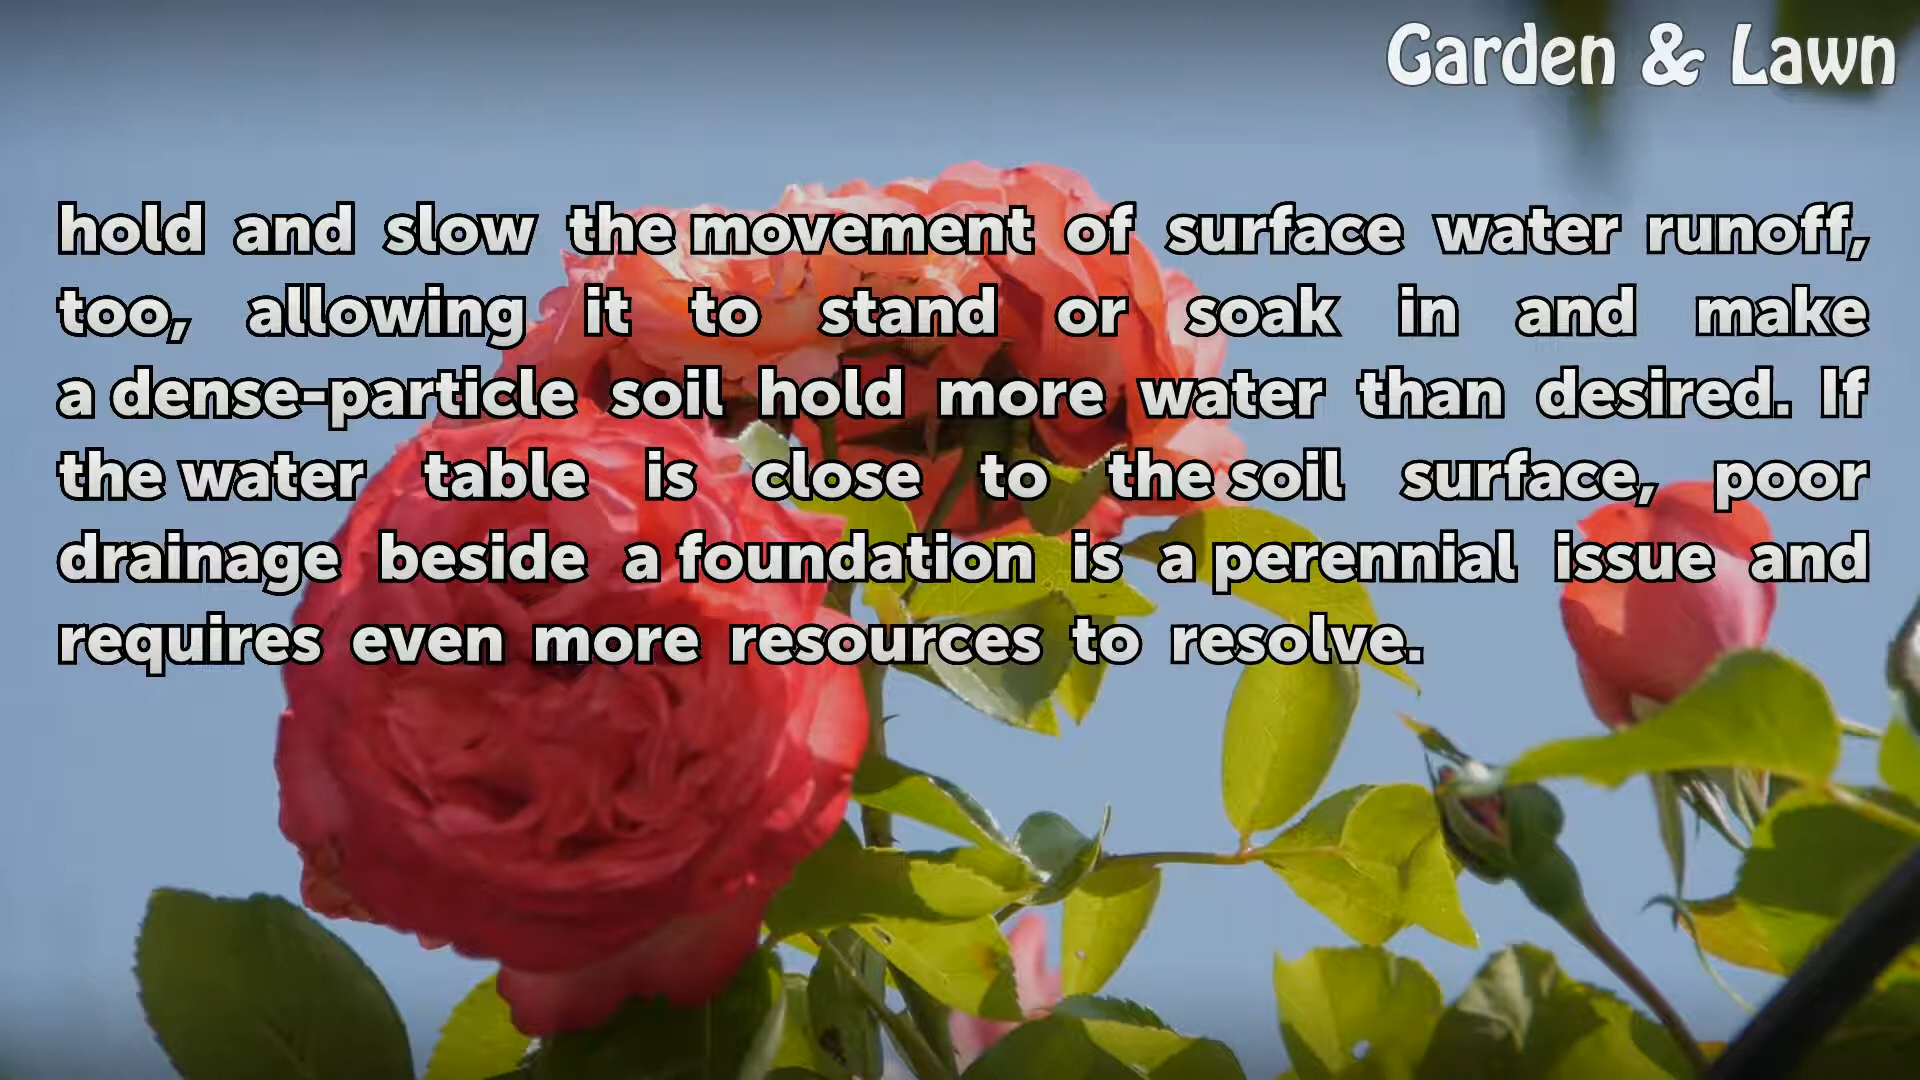 Garden & Lawn
hold and slow the movement of surface water runoff,
too, allowing it to stand or soak in and make
a dense-particle soil hold more water than desired. If
the water table is close to the soil surface, poor
drainage beside a foundation is a perennial issue and
requires even more resources to resolve.